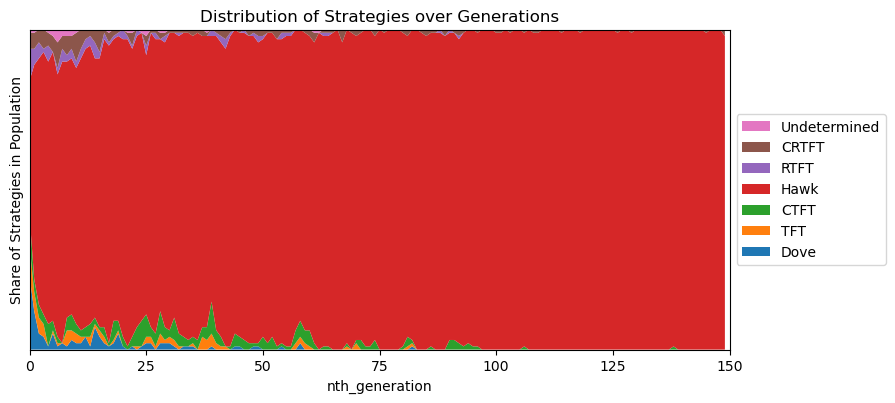 Distribution of Strategies over Generations
Share of Strategies in Population
Undetermined
CRTFT
RTFT
Hawk
CTFT
TFT
Dove
0 25 50 75 100 125 150
nth_generation